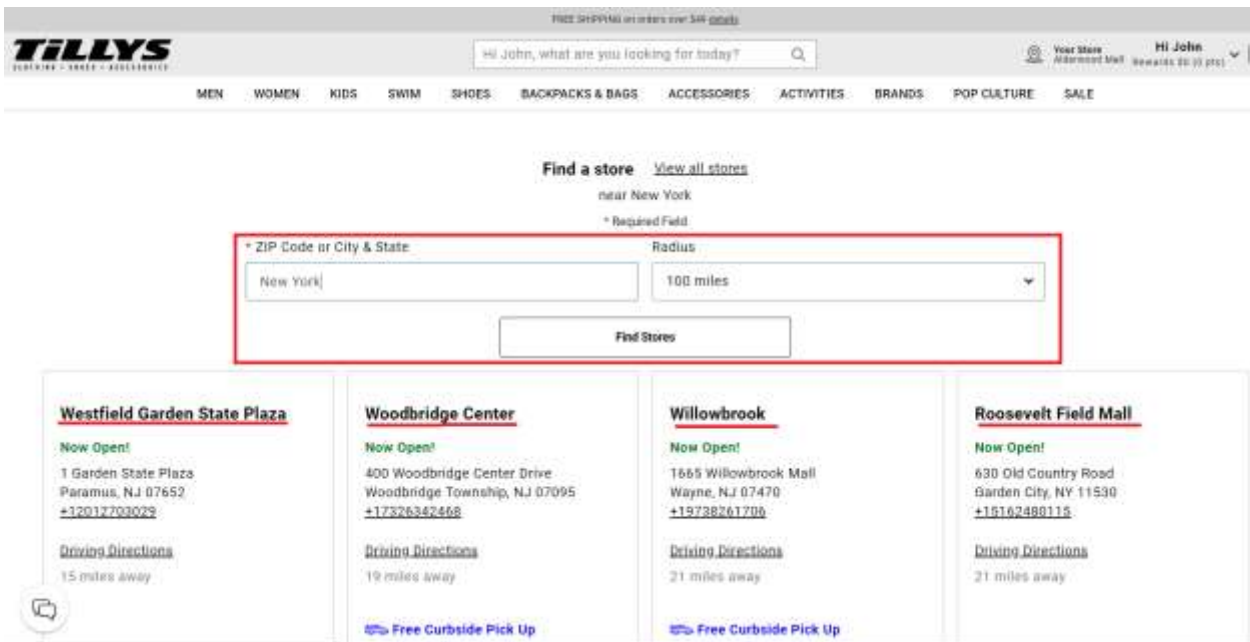 FREE SHIPPING on orders over $49 details
TILLYS
CLOTHING · SHOES · ACCESSORIES
Hi John, what are you looking for today?
Your Store
Alderwood Mall
Hi John
Rewards $0 (0 pts)
MEN WOMEN KIDS SWIM SHOES BACKPACKS & BAGS ACCESSORIES ACTIVITIES BRANDS POP CULTURE SALE
Find a store View all stores
near New York
* Required Field
* ZIP Code or City & State Radius
New York 100 miles
Find Stores
Westfield Garden State Plaza
Now Open!
1 Garden State Plaza
Paramus, NJ 07652
+12012703029
Driving Directions
15 miles away
Woodbridge Center
Now Open!
400 Woodbridge Center Drive
Woodbridge Township, NJ 07095
+17326342468
Driving Directions
19 miles away
Free Curbside Pick Up
Willowbrook
Now Open!
1665 Willowbrook Mall
Wayne, NJ 07470
+19738261706
Driving Directions
21 miles away
Free Curbside Pick Up
Roosevelt Field Mall
Now Open!
630 Old Country Road
Garden City, NY 11530
+15162480115
Driving Directions
21 miles away